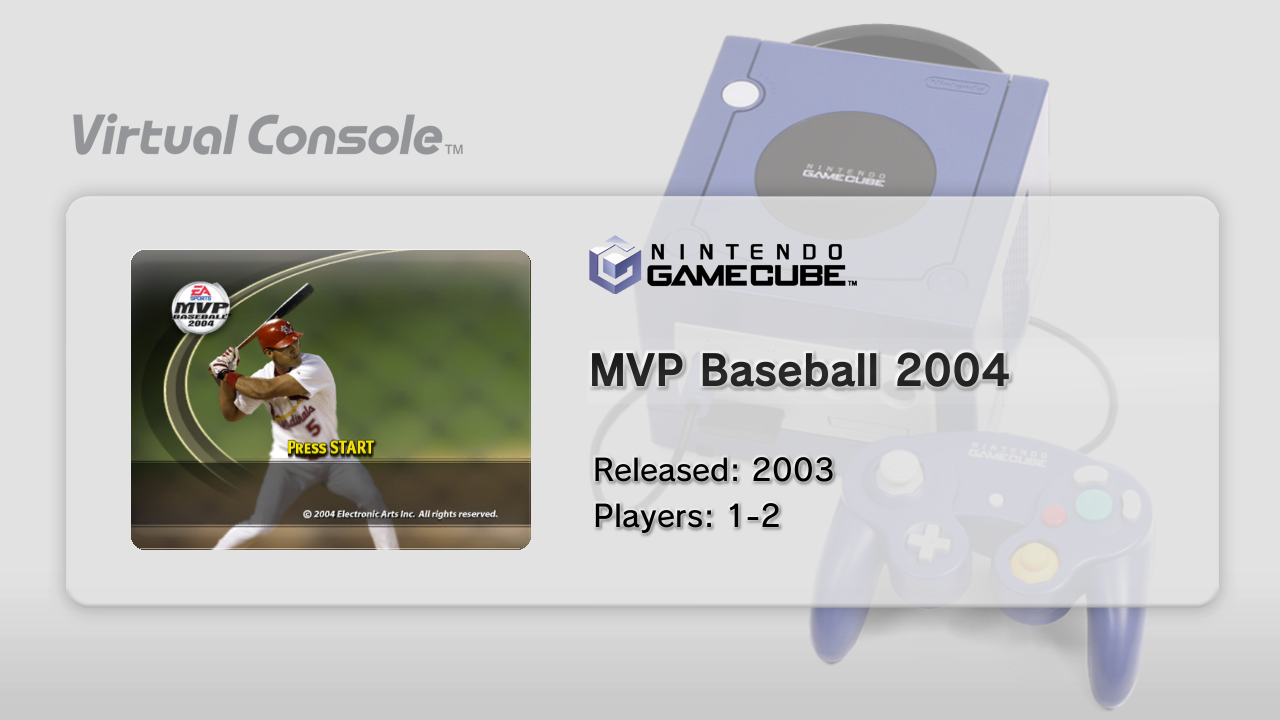 Virtual Console™
Nintendo
NINTENDO
GAMECUBE
NINTENDO
GAMECUBE™
EA
SPORTS
MVP
BASEBALL
2004
Cardinals
5
PRESS START
© 2004 Electronic Arts Inc. All rights reserved.
MVP Baseball 2004
Released: 2003
Players: 1-2
NINTENDO
GAMECUBE